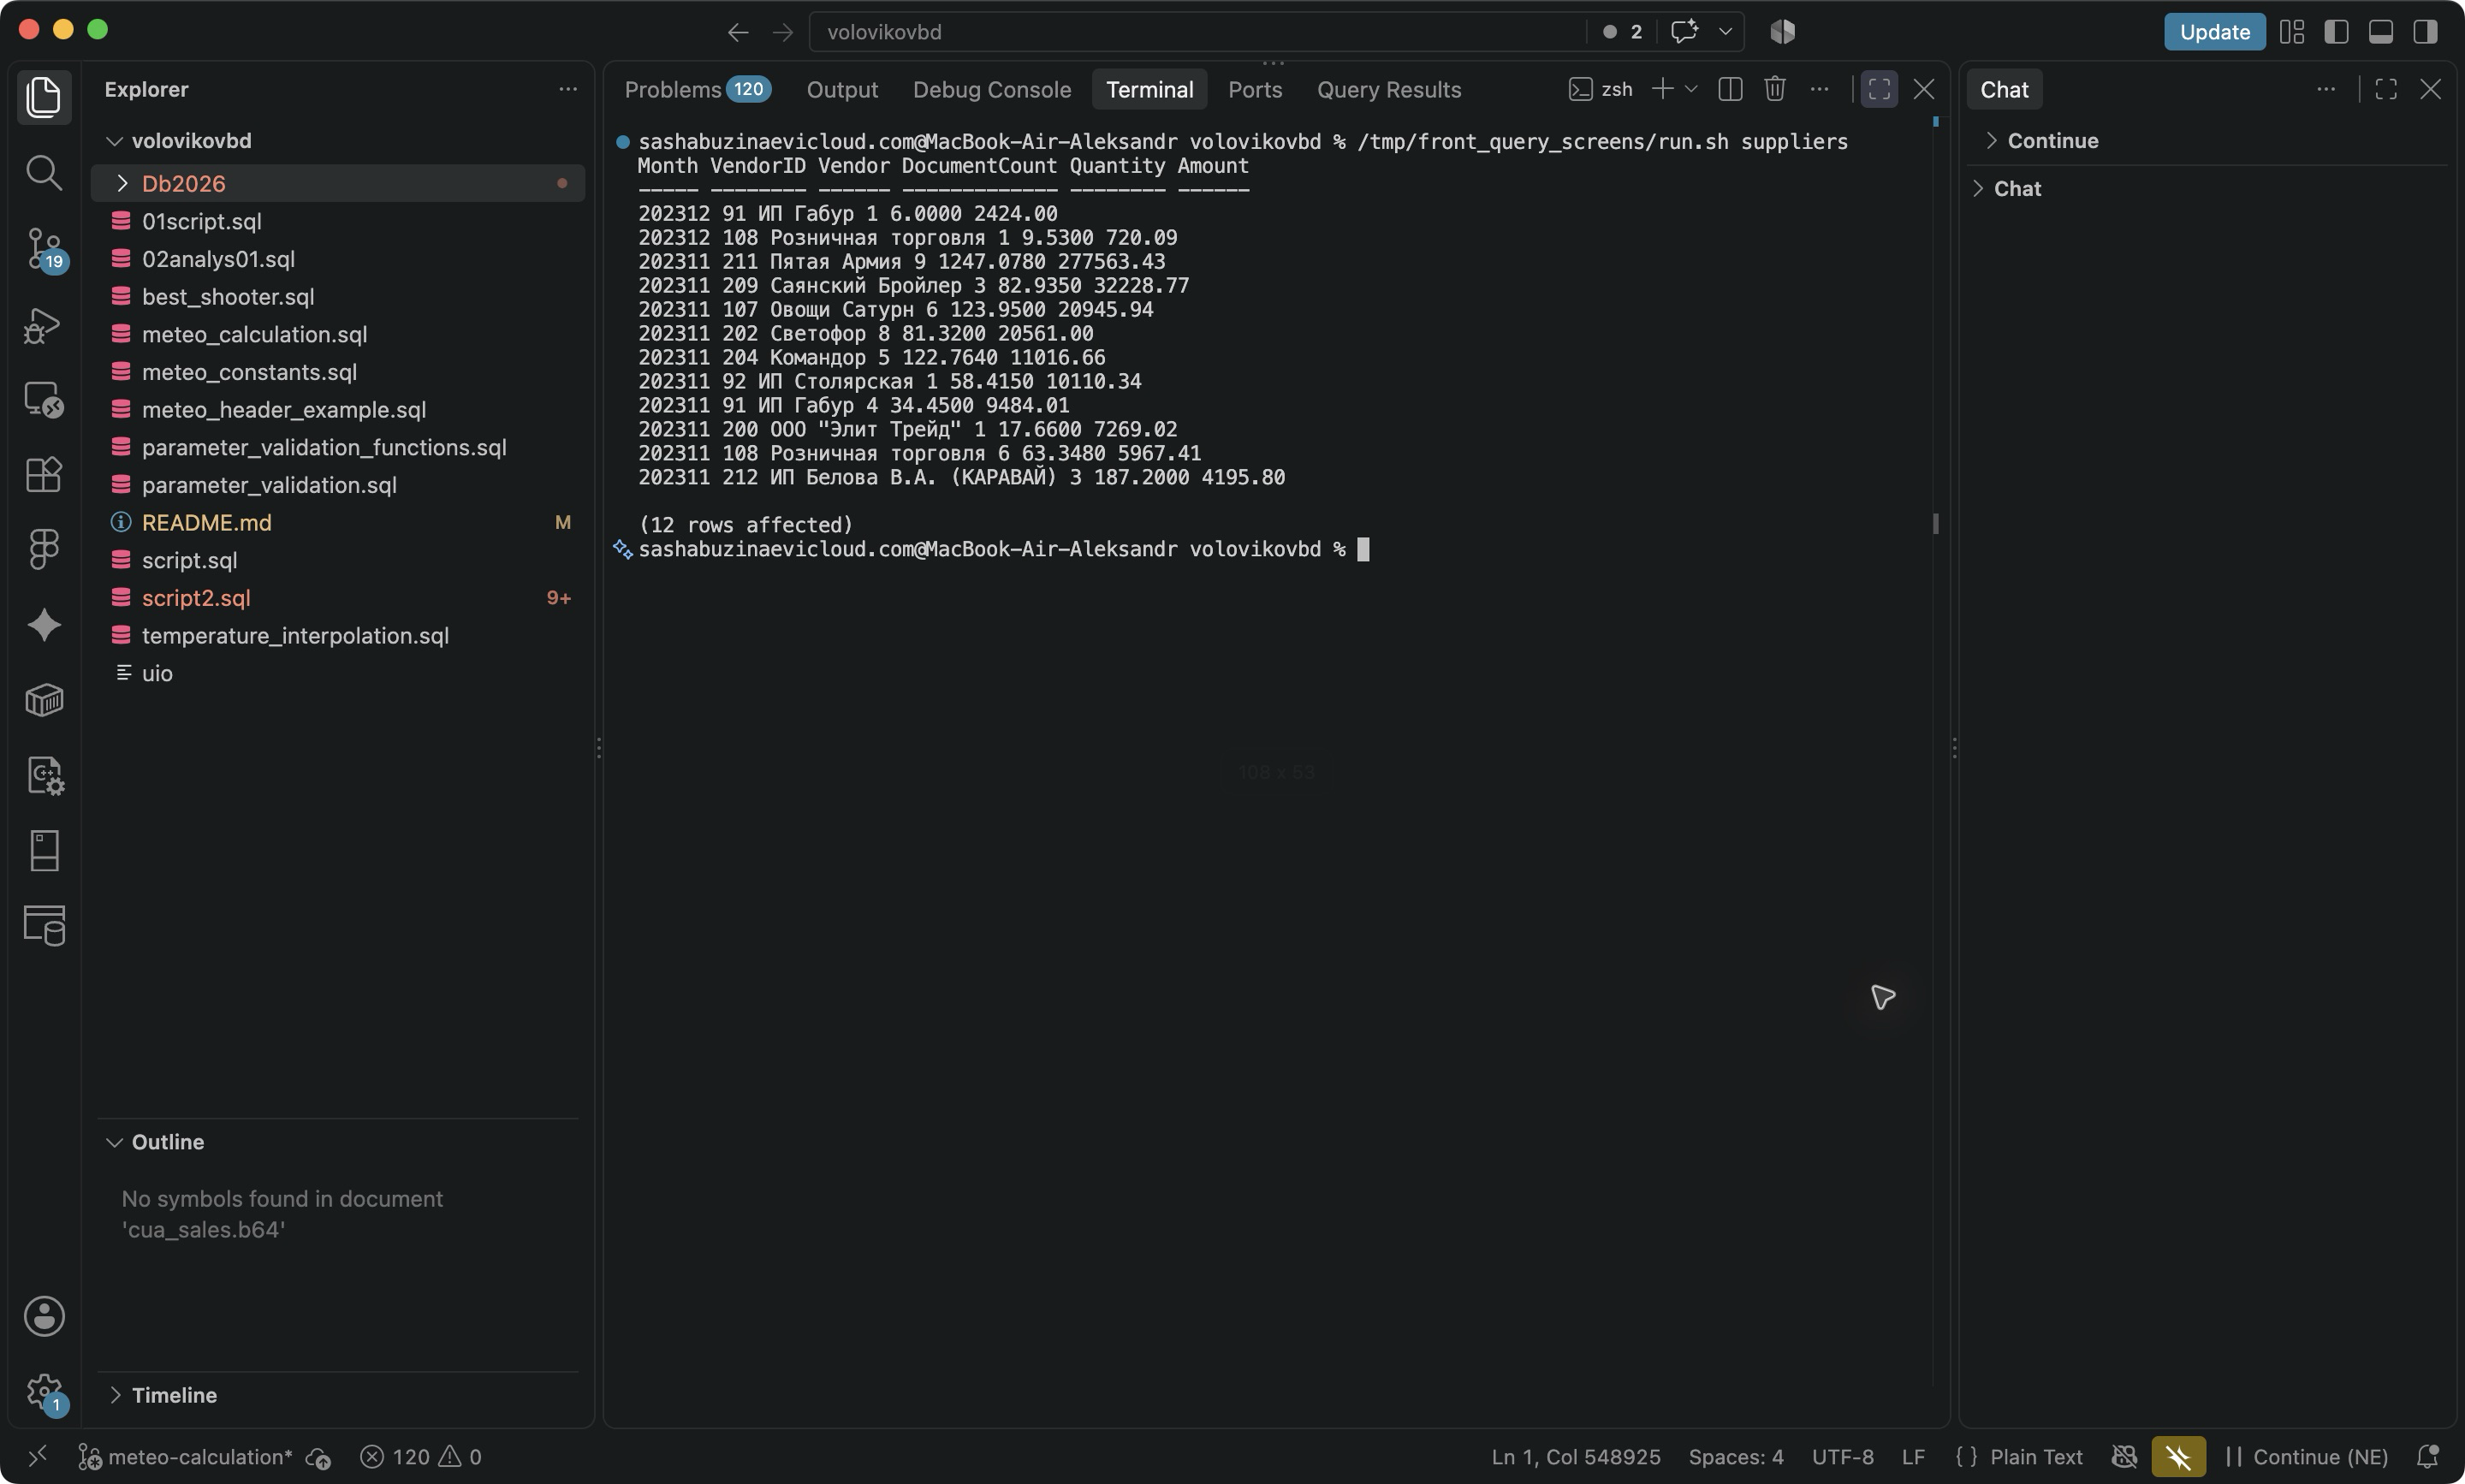 volovikovbd
2
Update
Explorer
volovikovbd
Db2026
01script.sql
02analys01.sql
best_shooter.sql
meteo_calculation.sql
meteo_constants.sql
meteo_header_example.sql
parameter_validation_functions.sql
parameter_validation.sql
README.md M
script.sql
script2.sql 9+
temperature_interpolation.sql
uio
19
Outline
No symbols found in document
'cua_sales.b64'
Timeline
1
Problems 120 Output Debug Console Terminal Ports Query Results zsh
sashabuzinaevicloud.com@MacBook-Air-Aleksandr volovikovbd % /tmp/front_query_screens/run.sh suppliers
Month VendorID Vendor DocumentCount Quantity Amount
----- -------- ------ ------------- -------- ------
202312 91 ИП Габур 1 6.0000 2424.00
202312 108 Розничная торговля 1 9.5300 720.09
202311 211 Пятая Армия 9 1247.0780 277563.43
202311 209 Саянский Бройлер 3 82.9350 32228.77
202311 107 Овощи Сатурн 6 123.9500 20945.94
202311 202 Светофор 8 81.3200 20561.00
202311 204 Командор 5 122.7640 11016.66
202311 92 ИП Столярская 1 58.4150 10110.34
202311 91 ИП Габур 4 34.4500 9484.01
202311 200 ООО "Элит Трейд" 1 17.6600 7269.02
202311 108 Розничная торговля 6 63.3480 5967.41
202311 212 ИП Белова В.А. (КАРАВАЙ) 3 187.2000 4195.80
(12 rows affected)
sashabuzinaevicloud.com@MacBook-Air-Aleksandr volovikovbd %
108 x 53
Chat
Continue
Chat
meteo-calculation* 120 0
Ln 1, Col 548925 Spaces: 4 UTF-8 LF { } Plain Text Continue (NE)